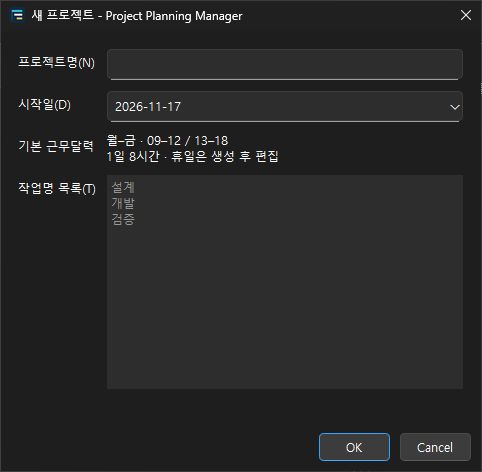 새 프로젝트 - Project Planning Manager
프로젝트명(N)
시작일(D) 2026-11-17
기본 근무달력 월–금 · 09–12 / 13–18
1일 8시간 · 휴일은 생성 후 편집
작업명 목록(T) 설계
개발
검증
OK Cancel